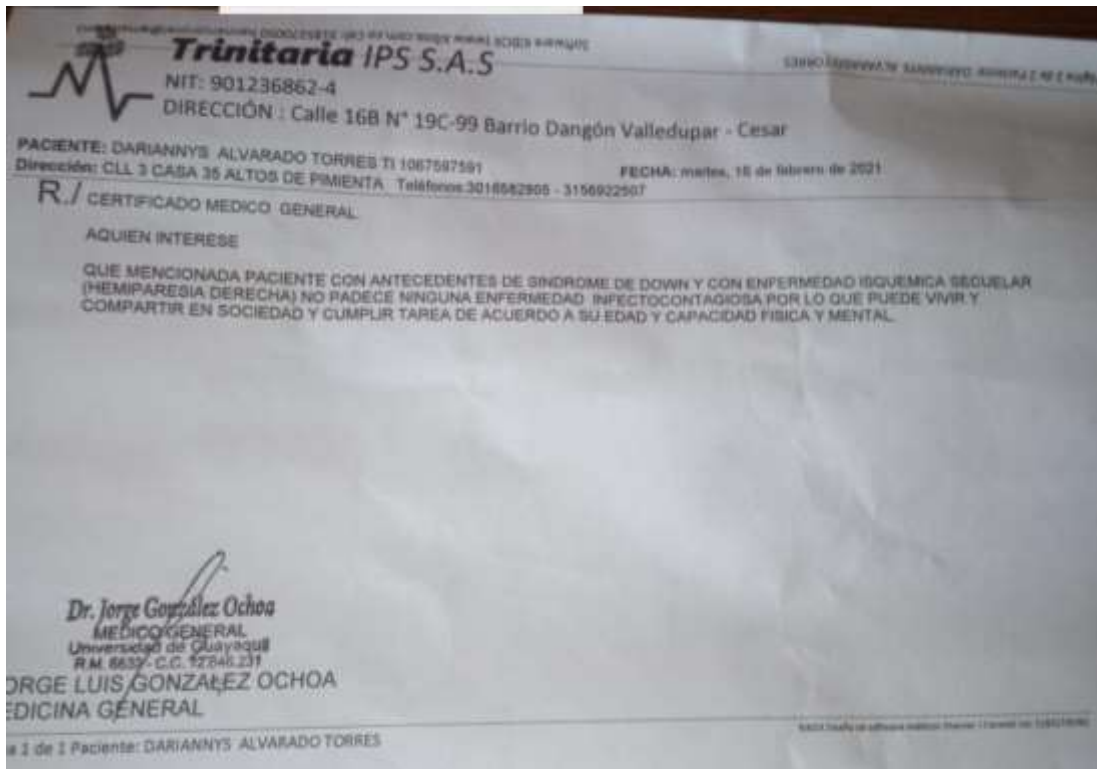 Trinitaria IPS S.A.S
NIT: 901236862-4
DIRECCIÓN : Calle 16B N° 19C-99 Barrio Dangón Valledupar - Cesar
PACIENTE: DARIANNYS ALVARADO TORRES TI 1067597591
FECHA: martes, 16 de febrero de 2021
Dirección: CLL 3 CASA 35 ALTOS DE PIMIENTA Teléfonos:
R./ CERTIFICADO MEDICO GENERAL
AQUIEN INTERESE
QUE MENCIONADA PACIENTE CON ANTECEDENTES DE SINDROME DE DOWN Y CON ENFERMEDAD ISQUEMICA SECUELAR
(HEMIPARESIA DERECHA) NO PADECE NINGUNA ENFERMEDAD INFECTOCONTAGIOSA POR LO QUE PUEDE VIVIR Y
COMPARTIR EN SOCIEDAD Y CUMPLIR TAREA DE ACUERDO A SU EDAD Y CAPACIDAD FISICA Y MENTAL
Dr. Jorge González Ochoa
MEDICO GENERAL
Universidad de Guayaquil
R.M. C.C.
ORGE LUIS GONZALEZ OCHOA
EDICINA GENERAL
a 1 de 1 Paciente: DARIANNYS ALVARADO TORRES